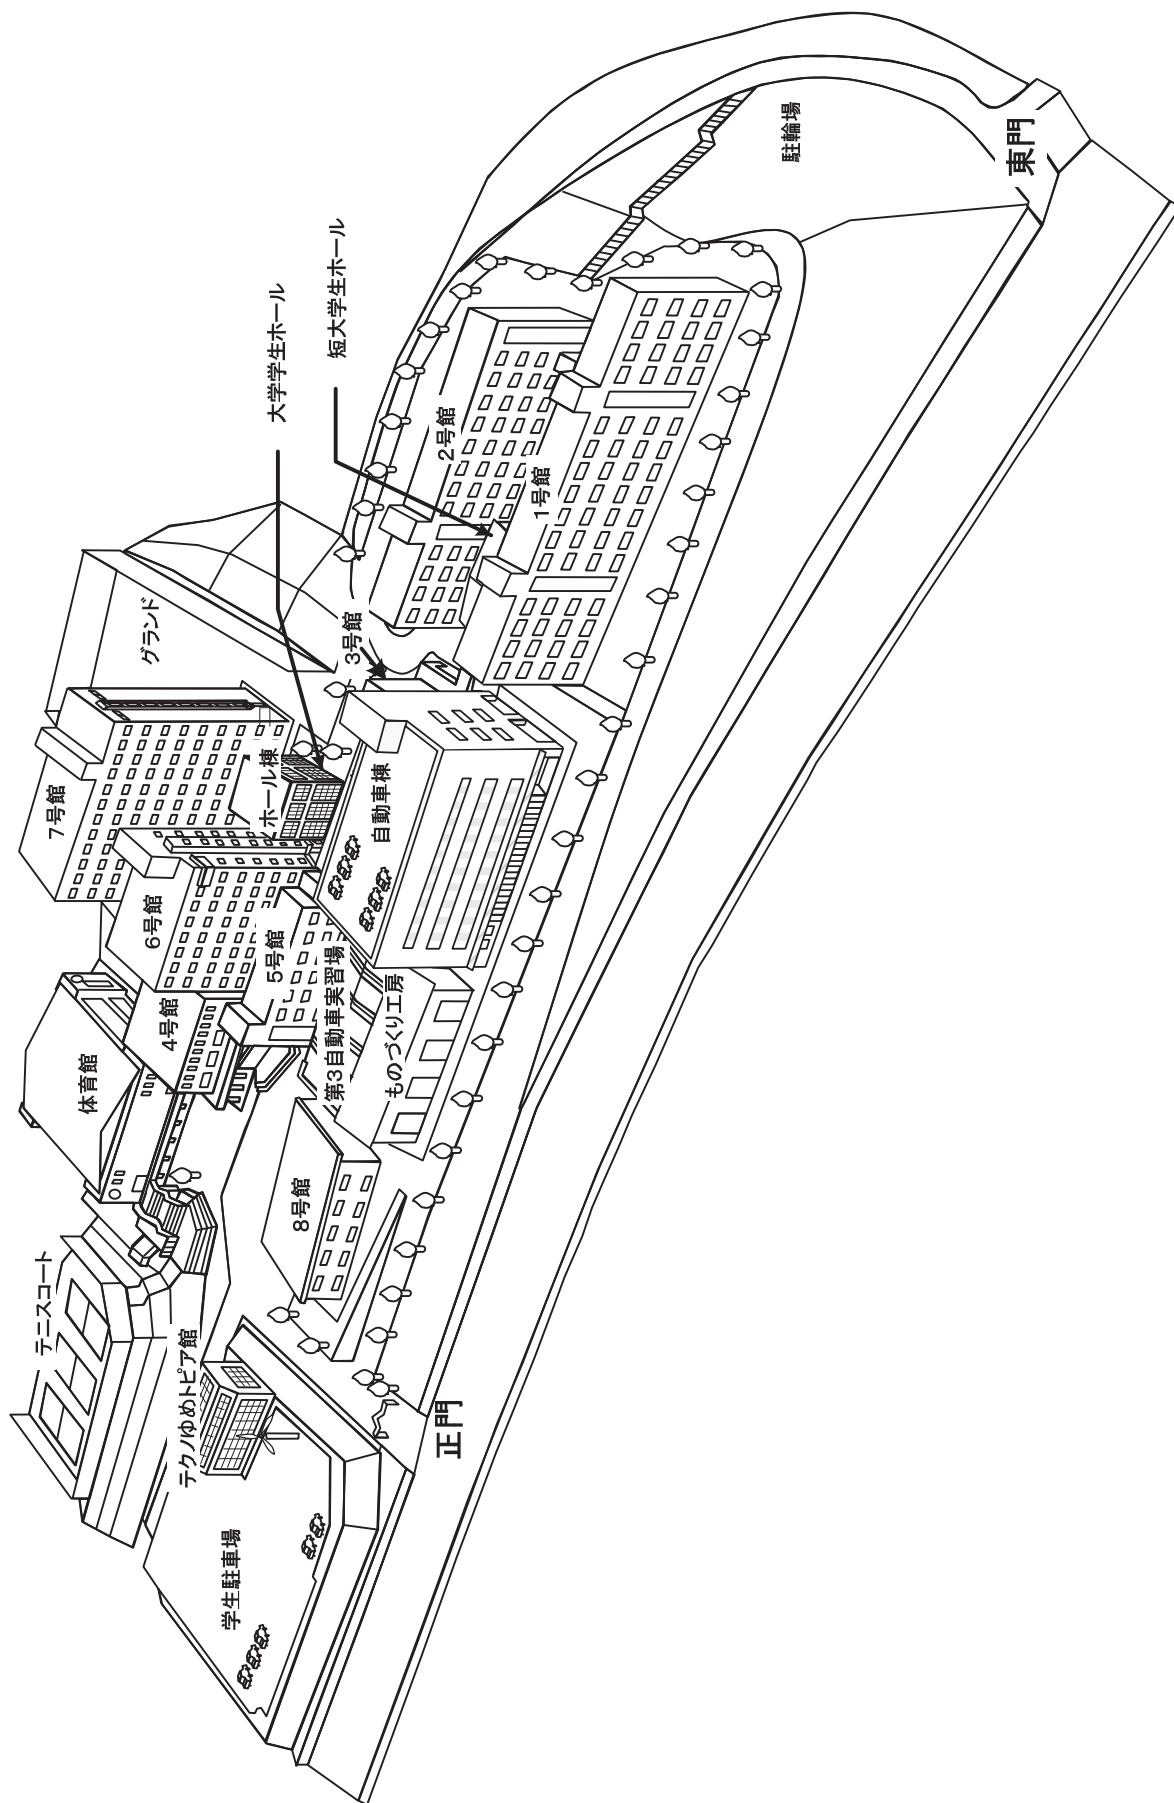 テニスコート
テクノゆめトピア館
学生駐車場
正門
体育館
4号館
5号館
6号館
7号館
8号館
第3自動車実習場
ものづくり工房
自動車棟
ホール棟
グランド
3号館
大学学生ホール
短大学生ホール
2号館
1号館
駐輪場
東門